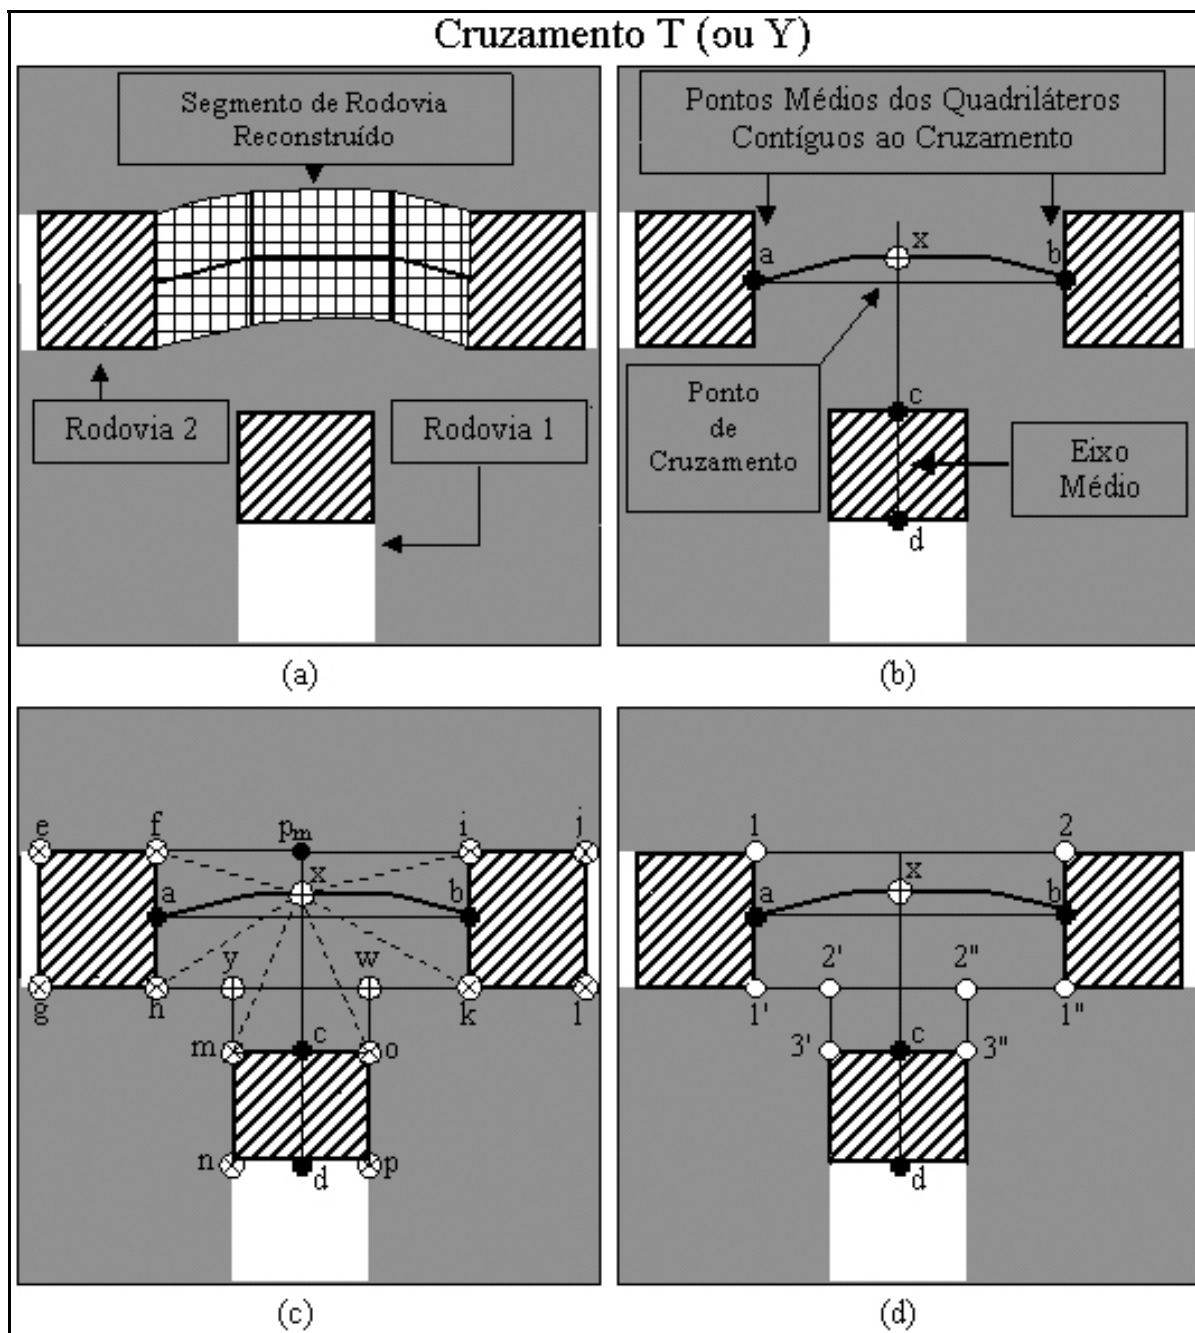 Cruzamento T (ou Y)
Segmento de Rodovia
Reconstruído
Rodovia 2
Rodovia 1
(a)
Pontos Médios dos Quadriláteros
Contíguos ao Cruzamento
a
x
b
Ponto
de
Cruzamento
c
Eixo
Médio
d
(b)
e
f
pm
i
j
x
a
b
y
w
g
h
k
l
m
c
o
n
d
p
(c)
1
2
x
a
b
2'
2"
1'
1"
3'
c
3"
d
(d)